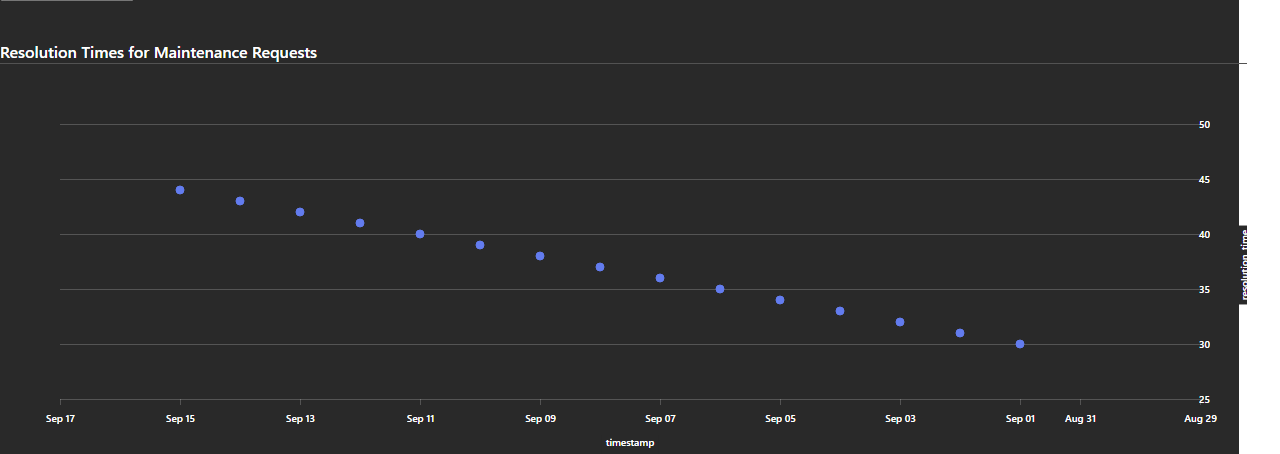 Resolution Times for Maintenance Requests
50
45
40
35
30
25
resolution_time
Sep 17 Sep 15 Sep 13 Sep 11 Sep 09 Sep 07 Sep 05 Sep 03 Sep 01 Aug 31 Aug 29
timestamp